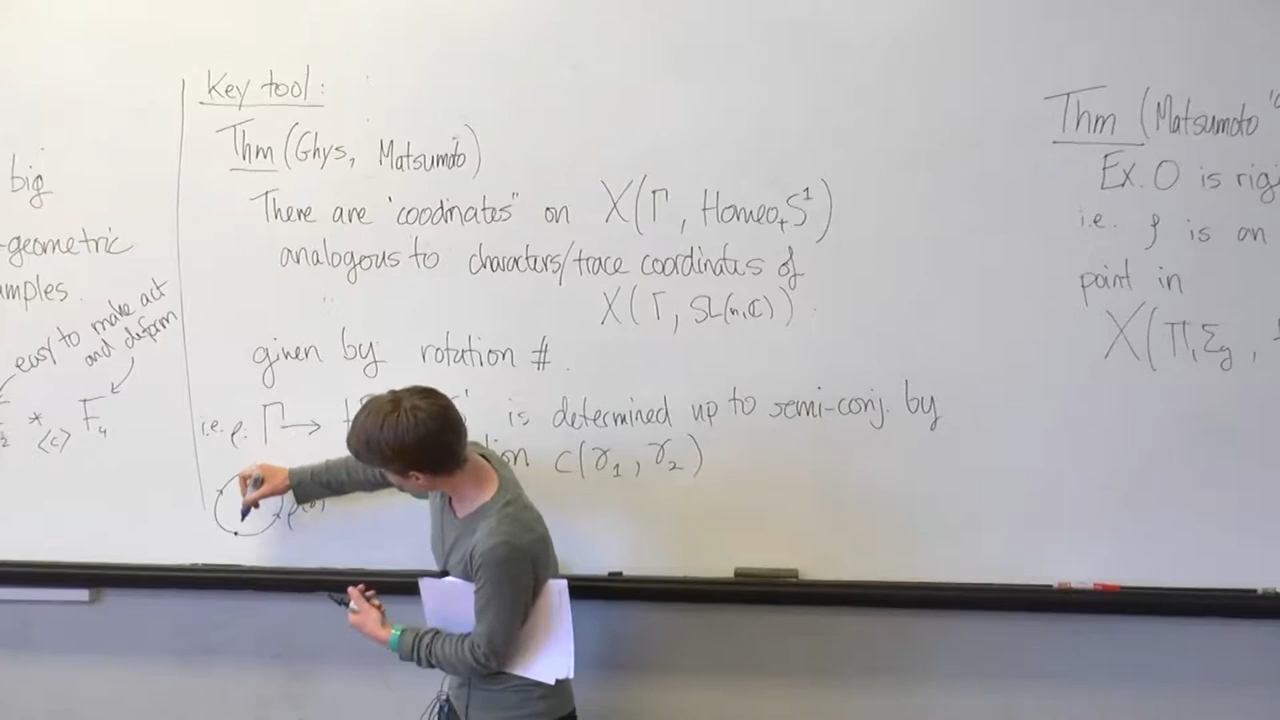 big
-geometric
amples.
easy to make act
and deform
* F₄
<c>
Key tool:
Thm (Ghys, Matsumoto)
There are "coodinates" on X(Γ, Homeo₊S¹)
analogous to characters/trace coordinates of
X(Γ, SL(n,ℂ)).
given by rotation #.
i.e. ρ: Γ → is determined up to semi-conj. by
c(γ₁, γ₂)
Thm (Matsumoto "
Ex. 0 is rig
i.e. ρ is an
point in
X(π₁Σg,